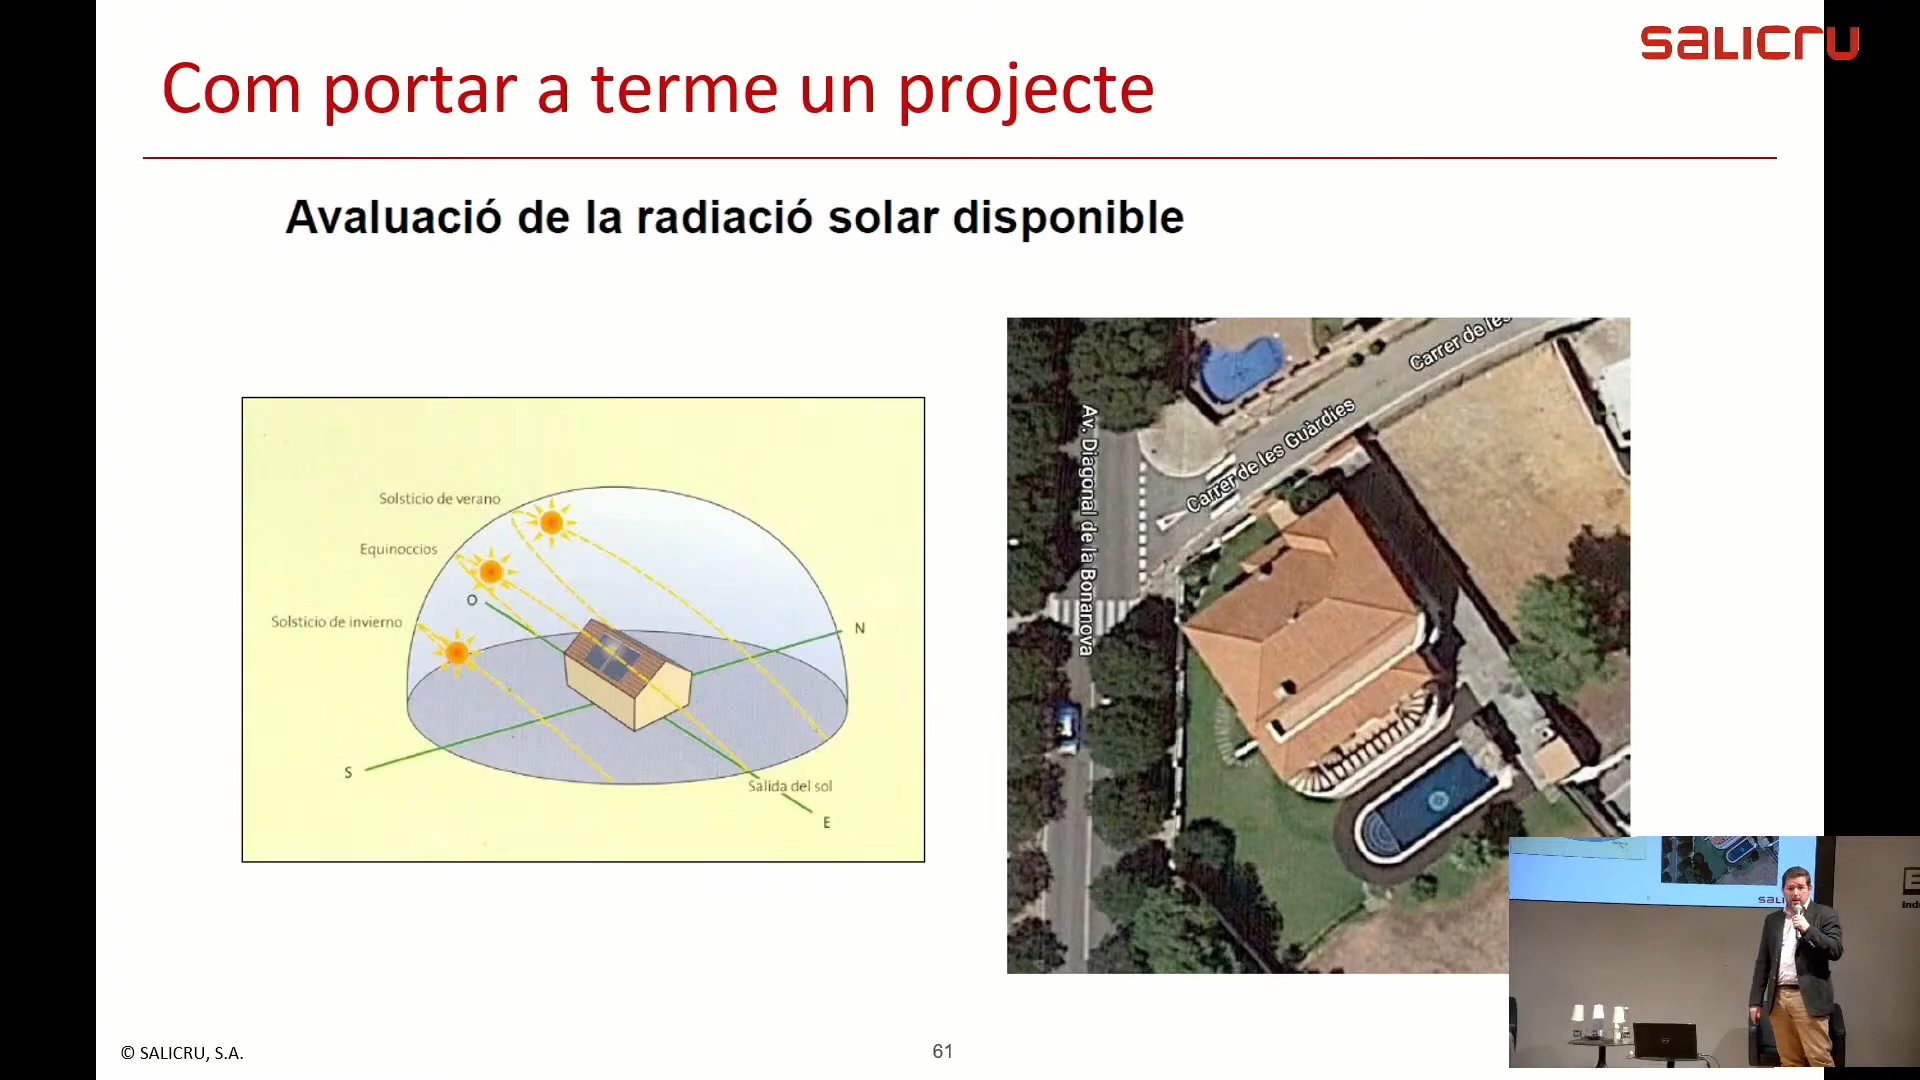 SALICRU
Com portar a terme un projecte
Avaluació de la radiació solar disponible
Solsticio de verano
Equinoccios
O
Solsticio de invierno
N
S
Salida del sol
E
Carrer de les
Carrer de les Guàrdies
Av. Diagonal de la Bonanova
© SALICRU, S.A.
61